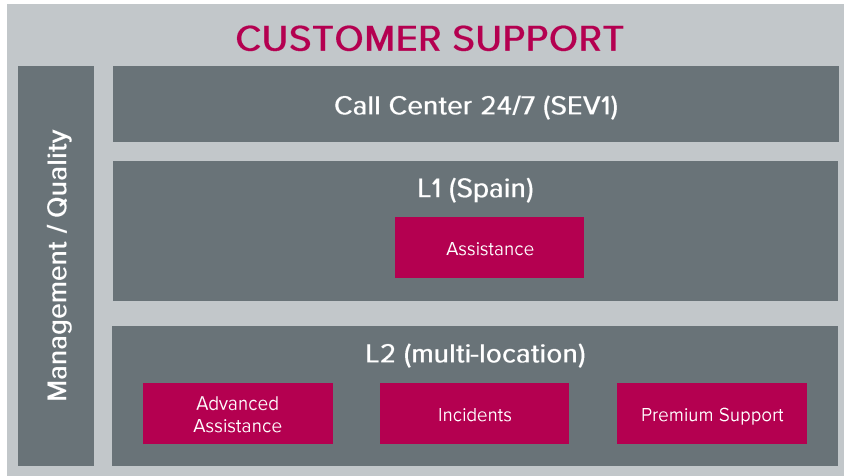 CUSTOMER SUPPORT
Management / Quality
Call Center 24/7 (SEV1)
L1 (Spain)
Assistance
L2 (multi-location)
Advanced
Assistance
Incidents
Premium Support